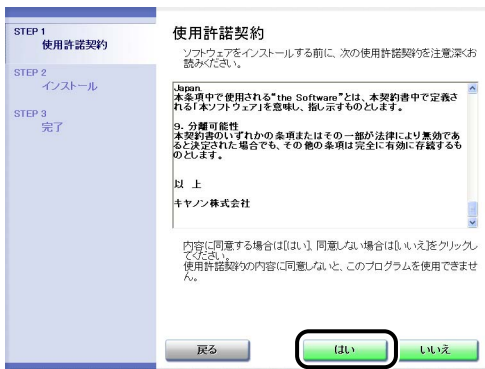 STEP 1
使用許諾契約
STEP 2
インストール
STEP 3
完了
使用許諾契約
ソフトウェアをインストールする前に、次の使用許諾契約を注意深くお
読みください。
Japan.
本条項中で使用される"the Software"とは、本契約書中で定義さ
れる「本ソフトウェア」を意味し、指し示すものとします。
9. 分離可能性
本契約書のいずれかの条項またはその一部が法律により無効であ
ると決定された場合でも、その他の条項は完全に有効に存続するも
のとします。
以 上
キヤノン株式会社
内容に同意する場合は[はい]、同意しない場合は[いいえ]をクリックし
てください。
使用許諾契約の内容に同意しないと、このプログラムを使用できませ
ん。
戻る
はい
いいえ